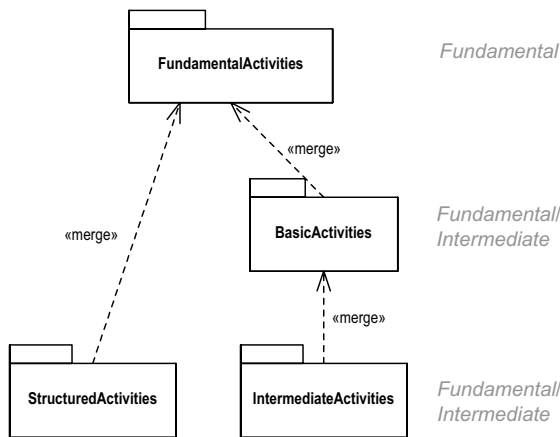 FundamentalActivities
Fundamental
«merge»
BasicActivities
Fundamental/
Intermediate
«merge»
«merge»
StructuredActivities
IntermediateActivities
Fundamental/
Intermediate